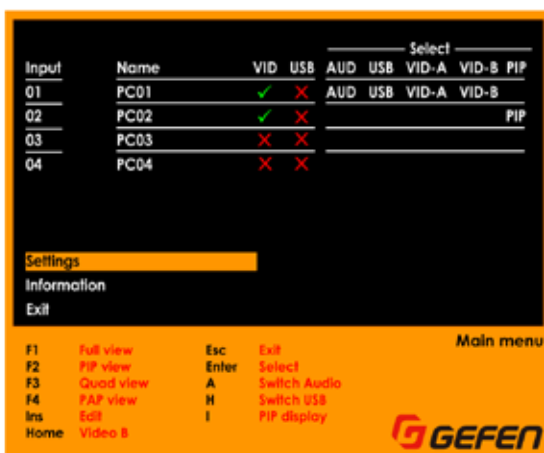 Select
Input Name VID USB AUD USB VID-A VID-B PIP
01 PC01 ✓ ✕ AUD USB VID-A VID-B
02 PC02 ✓ ✕ PIP
03 PC03 ✕ ✕
04 PC04 ✕ ✕
Settings
Information
Exit
Main menu
F1 Full view Esc Exit
F2 PIP view Enter Select
F3 Quad view A Switch Audio
F4 PAP view H Switch USB
Ins Edit I PIP display
Home Video B
GEFEN